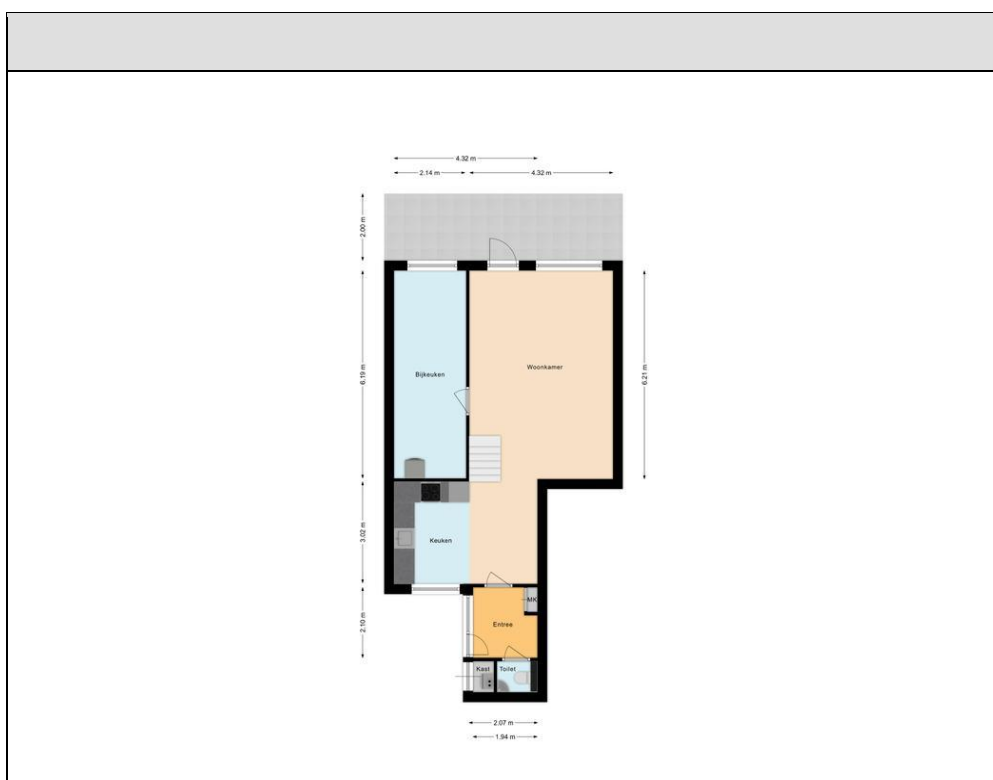 4.32 m
2.14 m
4.32 m
2.00 m
6.19 m
6.21 m
Bijkeuken
Woonkamer
3.02 m
Keuken
MK
2.10 m
Entree
Kast
Toilet
2.07 m
1.94 m